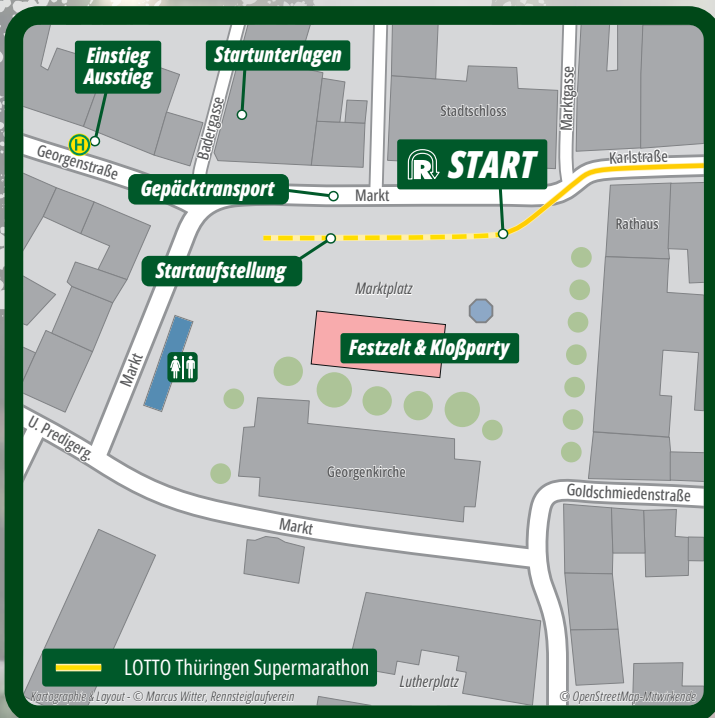 Einstieg
Ausstieg
Startunterlagen
Stadtschloss
Marktgasse
Badergasse
H
Georgenstraße
Karlstraße
R START
Gepäcktransport
Markt
Rathaus
Startaufstellung
Marktplatz
Festzelt & Kloßparty
Markt
U. Predigerg.
Georgenkirche
Goldschmiedenstraße
Markt
LOTTO Thüringen Supermarathon
Lutherplatz
Kartographie & Layout - © Marcus Witter, Rennsteiglaufverein
© OpenStreetMap-Mitwirkende